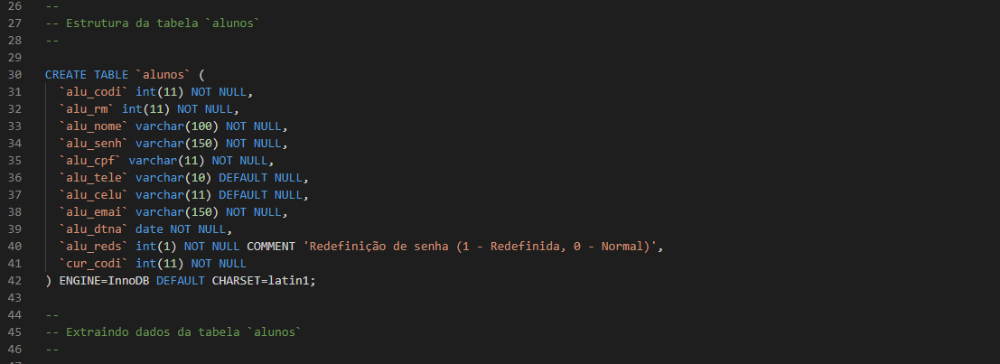 26 --
27 -- Estrutura da tabela `alunos`
28 --
29
30 CREATE TABLE `alunos` (
31 `alu_codi` int(11) NOT NULL,
32 `alu_rm` int(11) NOT NULL,
33 `alu_nome` varchar(100) NOT NULL,
34 `alu_senh` varchar(150) NOT NULL,
35 `alu_cpf` varchar(11) NOT NULL,
36 `alu_tele` varchar(10) DEFAULT NULL,
37 `alu_celu` varchar(11) DEFAULT NULL,
38 `alu_emai` varchar(150) NOT NULL,
39 `alu_dtna` date NOT NULL,
40 `alu_reds` int(1) NOT NULL COMMENT 'Redefinição de senha (1 - Redefinida, 0 - Normal)',
41 `cur_codi` int(11) NOT NULL
42 ) ENGINE=InnoDB DEFAULT CHARSET=latin1;
43
44 --
45 -- Extraindo dados da tabela `alunos`
46 --